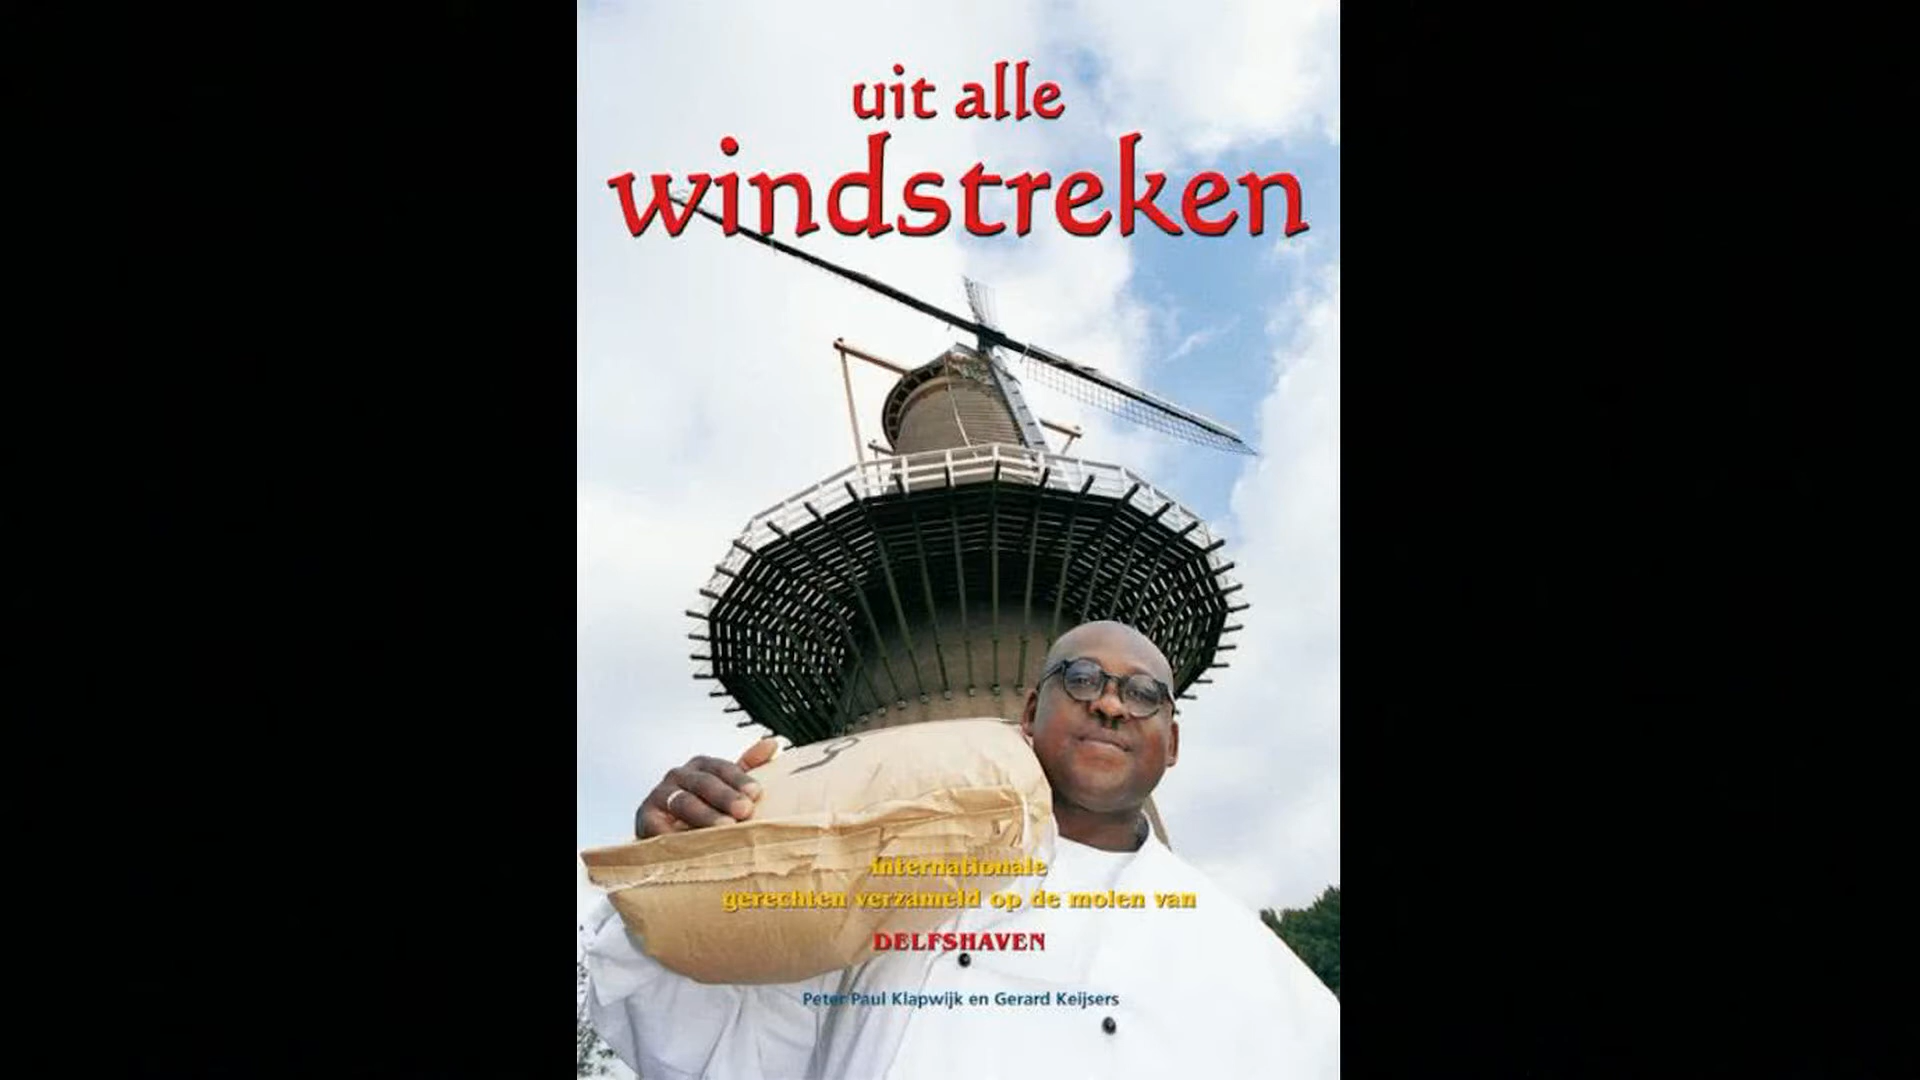 uit alle
windstreken
internationale
gerechten verzameld op de molen van
DELFSHAVEN
Peter Paul Klapwijk en Gerard Keijsers